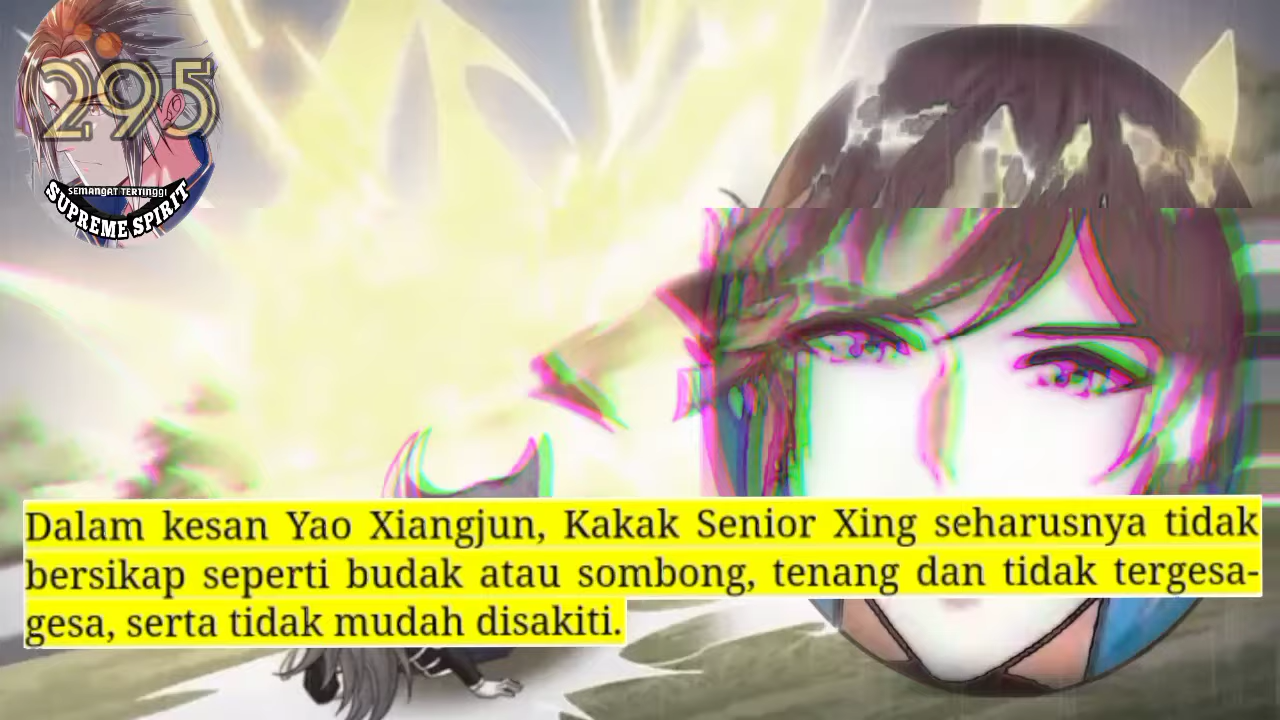 295
SEMANGAT TERTINGGI
SUPREME SPIRIT
Dalam kesan Yao Xiangjun, Kakak Senior Xing seharusnya tidak
bersikap seperti budak atau sombong, tenang dan tidak tergesa-
gesa, serta tidak mudah disakiti.